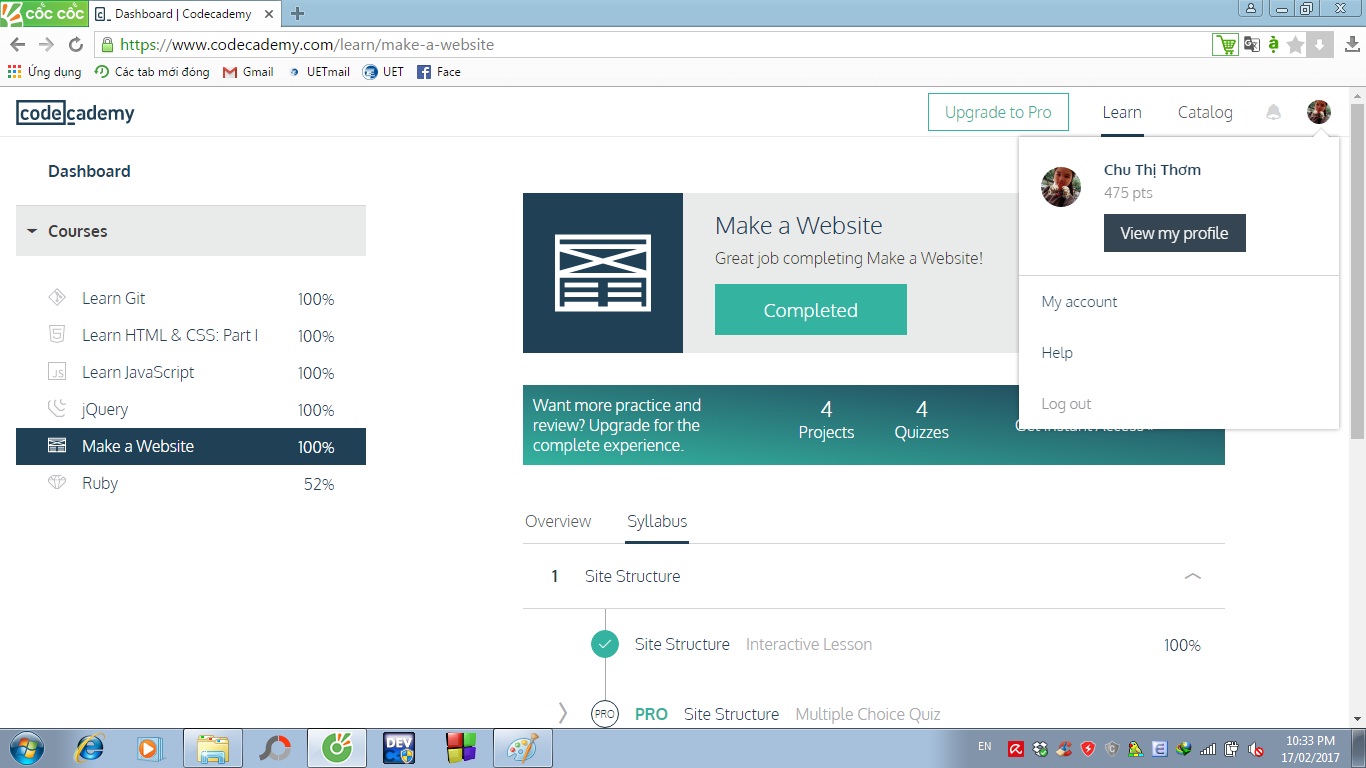 cốc cốc
Dashboard | Codecademy
https://www.codecademy.com/learn/make-a-website
Ứng dụng
Các tab mới đóng
Gmail
UETmail
UET
Face
codecademy
Upgrade to Pro
Learn
Catalog
Chu Thị Thơm
475 pts
View my profile
My account
Help
Log out
Dashboard
Courses
Learn Git 100%
Learn HTML & CSS: Part I 100%
Learn JavaScript 100%
jQuery 100%
Make a Website 100%
Ruby 52%
Make a Website
Great job completing Make a Website!
Completed
Want more practice and
review? Upgrade for the
complete experience.
4
Projects
4
Quizzes
Get Instant Access
Overview
Syllabus
1 Site Structure
Site Structure Interactive Lesson 100%
PRO PRO Site Structure Multiple Choice Quiz
DEV
EN
10:33 PM
17/02/2017